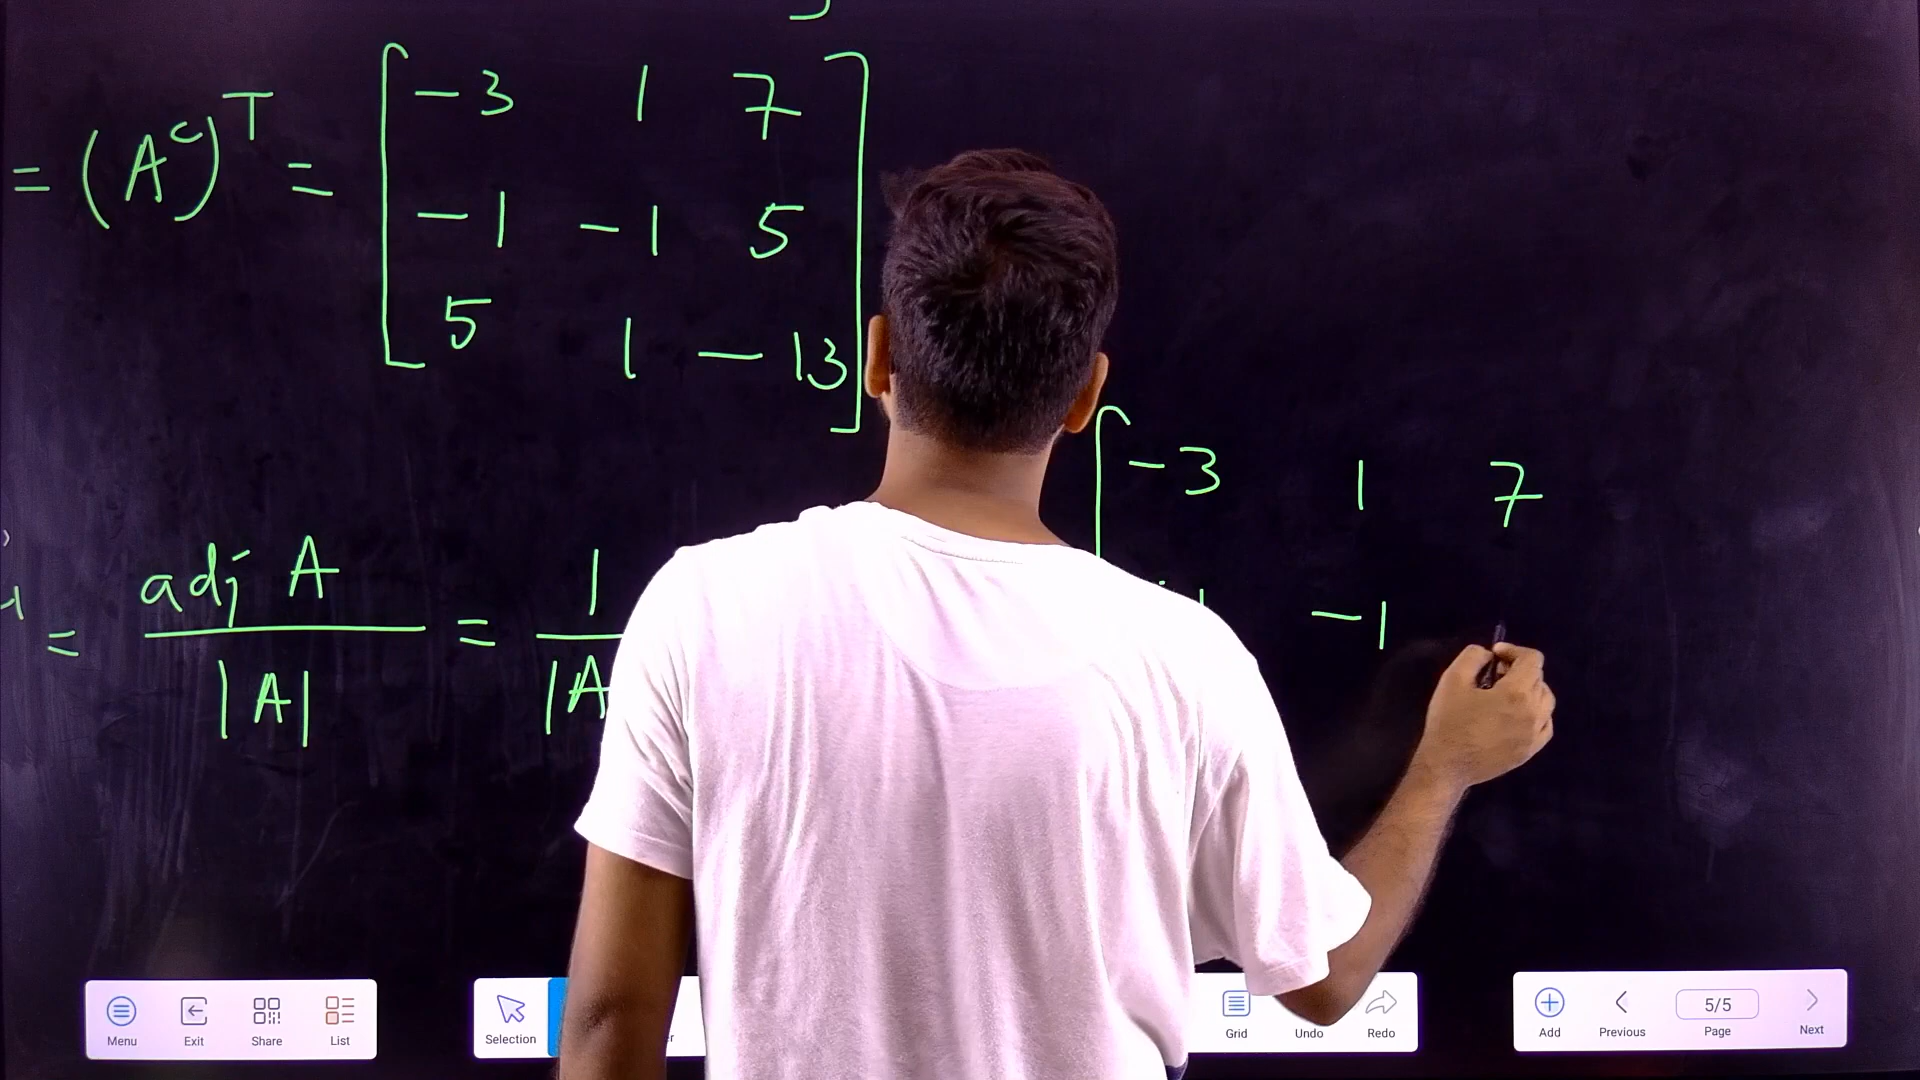 = (A^c)^T = [ -3 1 7
-1 -1 5
5 1 -13 ]
[ -3 1 7
-1
= adj A / |A| = 1 / |A
Menu Exit Share List Selection Grid Undo Redo Add Previous 5/5 Page Next